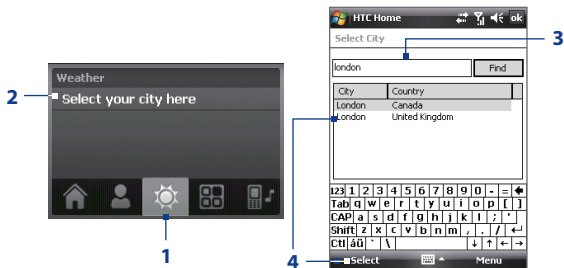 Weather
2
Select your city here
1
HTC Home
ok
Select City
3
london
Find
City Country
London Canada
London United Kingdom
4
123 1 2 3 4 5 6 7 8 9 0 - =
Tab q w e r t y u i o p [ ]
CAP a s d f g h j k l ; '
Shift z x c v b n m , . /
Ctl áü ` \
Select Menu